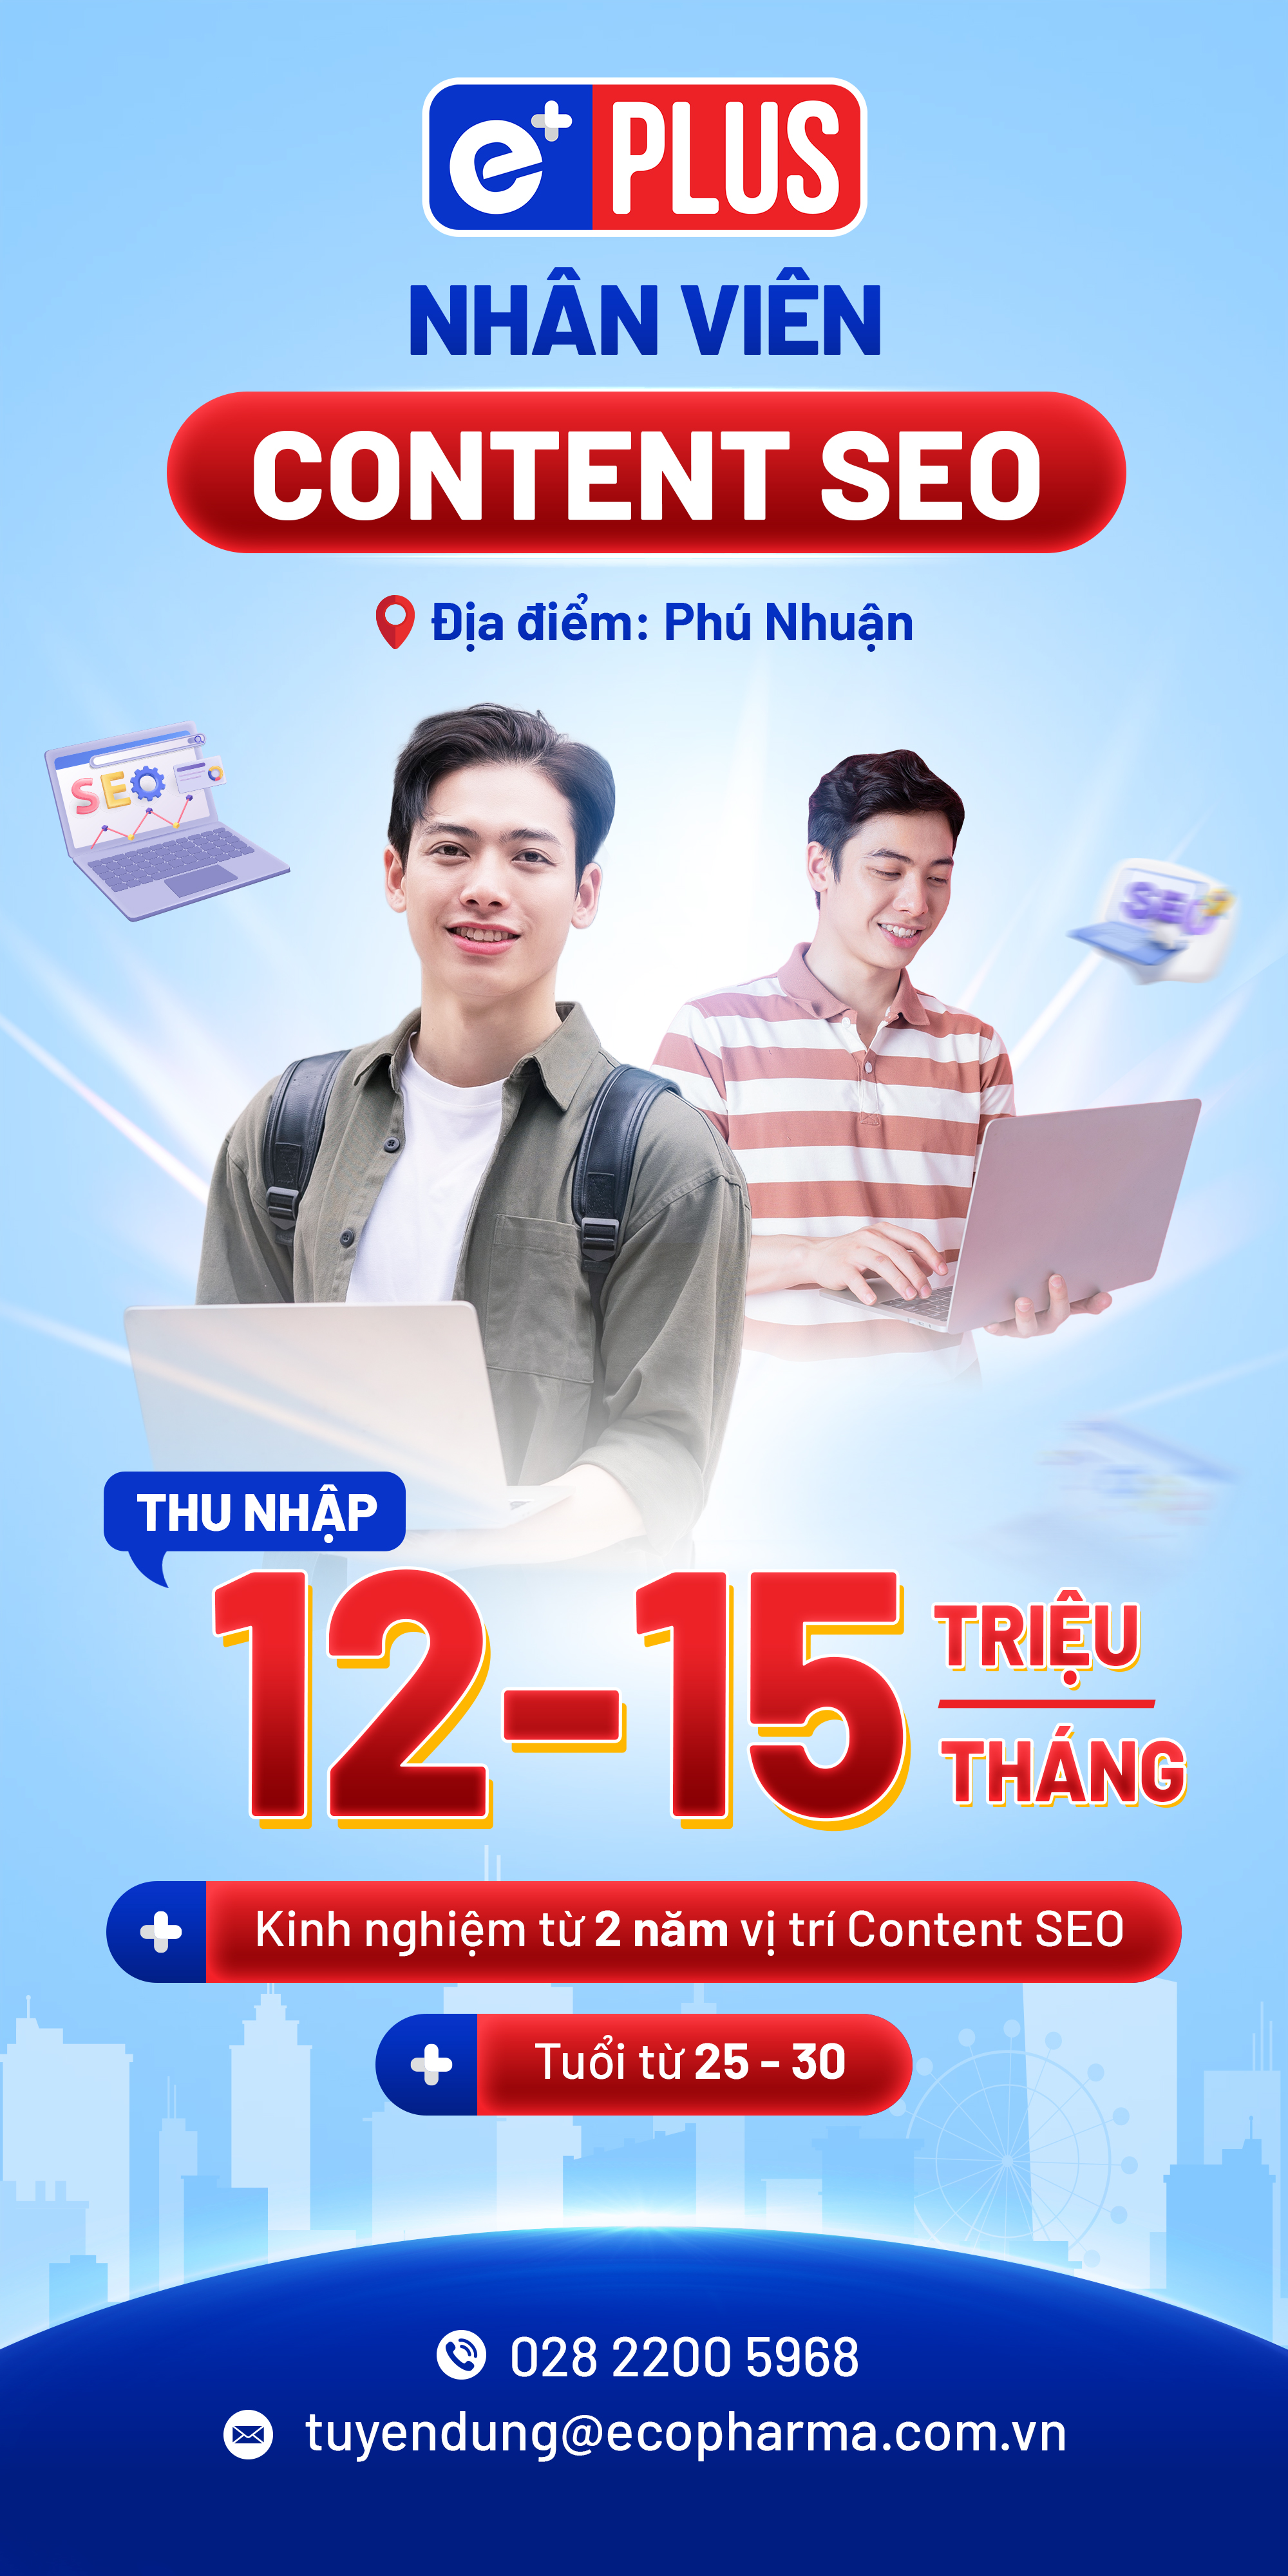 e+ PLUS
NHÂN VIÊN
CONTENT SEO
Địa điểm: Phú Nhuận
SEO
SEO
THU NHẬP
12-15 TRIỆU
THÁNG
Kinh nghiệm từ 2 năm vị trí Content SEO
Tuổi từ 25 - 30
028 2200 5968
tuyendung@ecopharma.com.vn